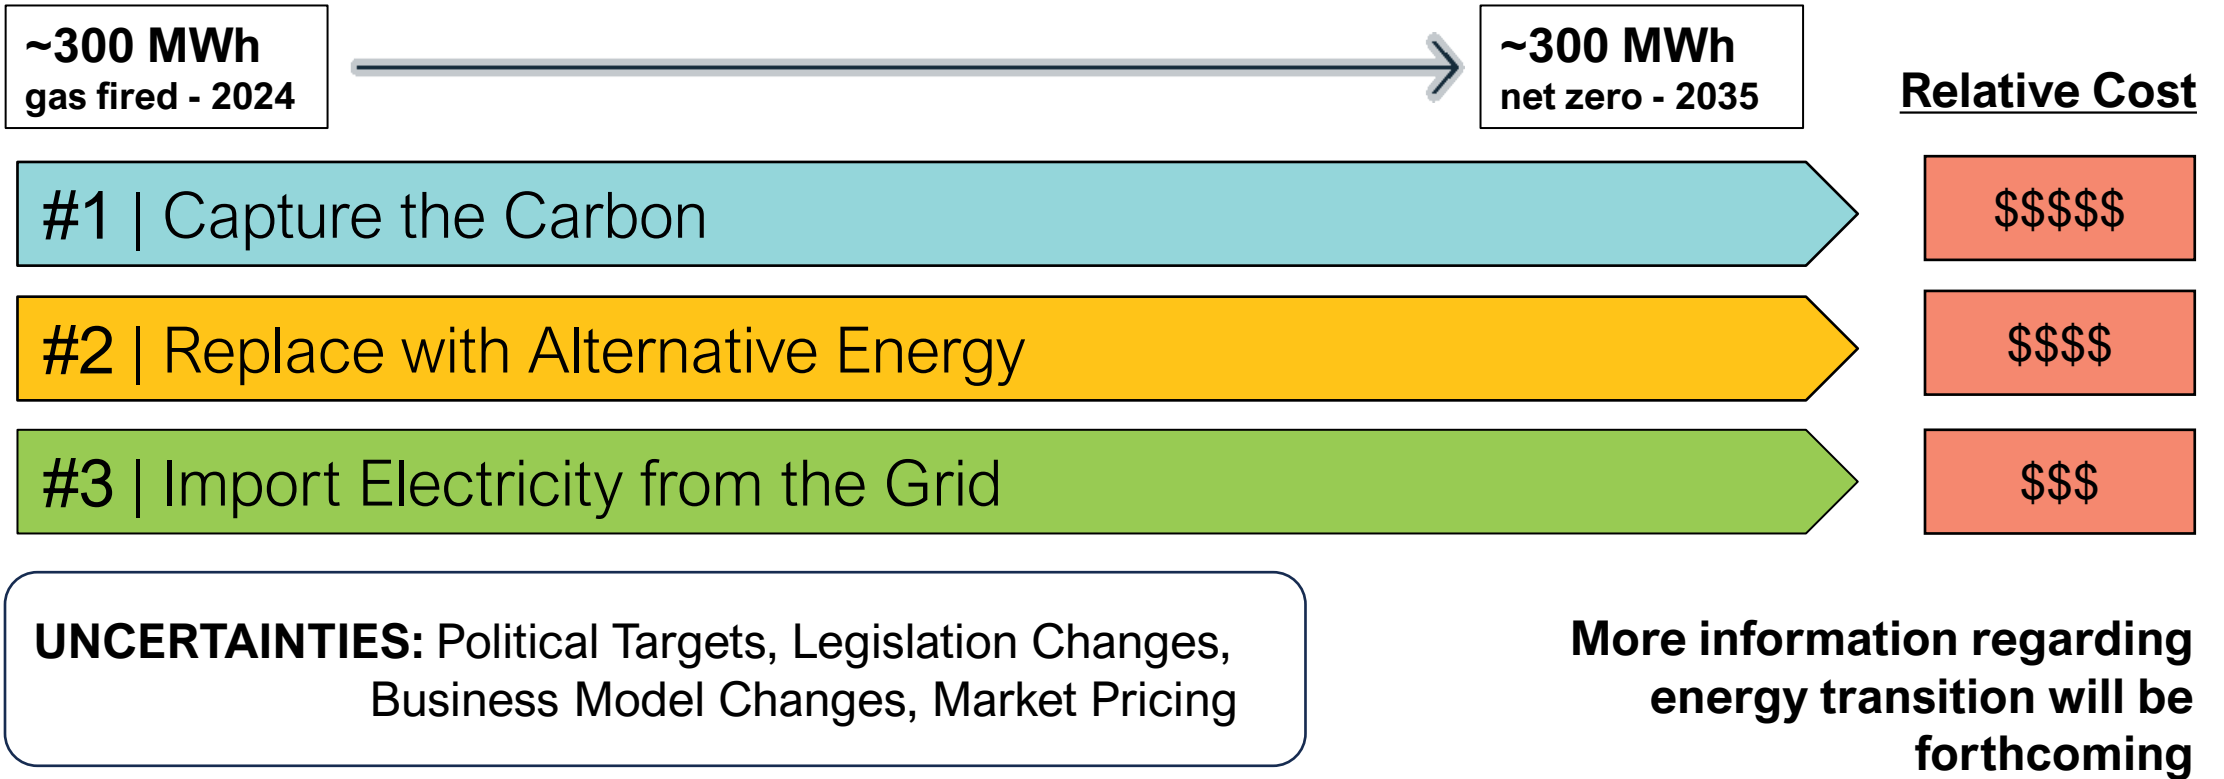 ~300 MWh
gas fired - 2024
~300 MWh
net zero - 2035
Relative Cost
#1 | Capture the Carbon
$$$$$
#2 | Replace with Alternative Energy
$$$$
#3 | Import Electricity from the Grid
$$$
UNCERTAINTIES: Political Targets, Legislation Changes,
Business Model Changes, Market Pricing
More information regarding
energy transition will be
forthcoming